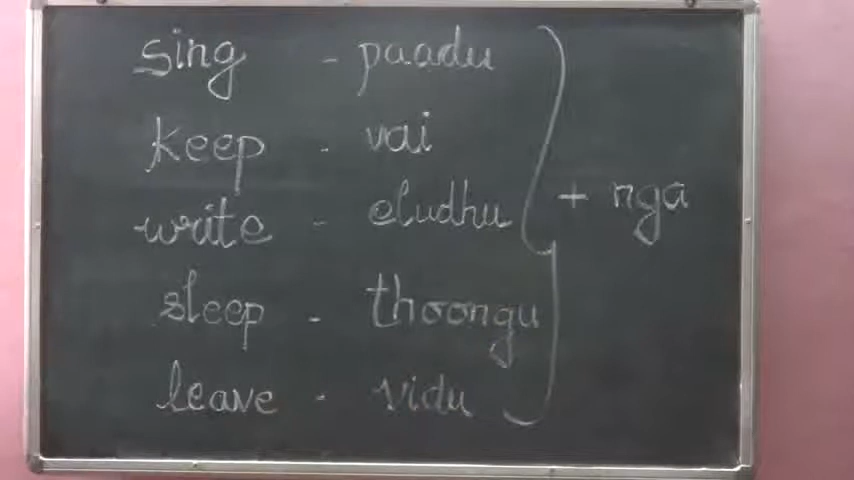 sing - paadu
keep - vai
write - eludhu
+ nga
sleep - thoongu
leave - vidu